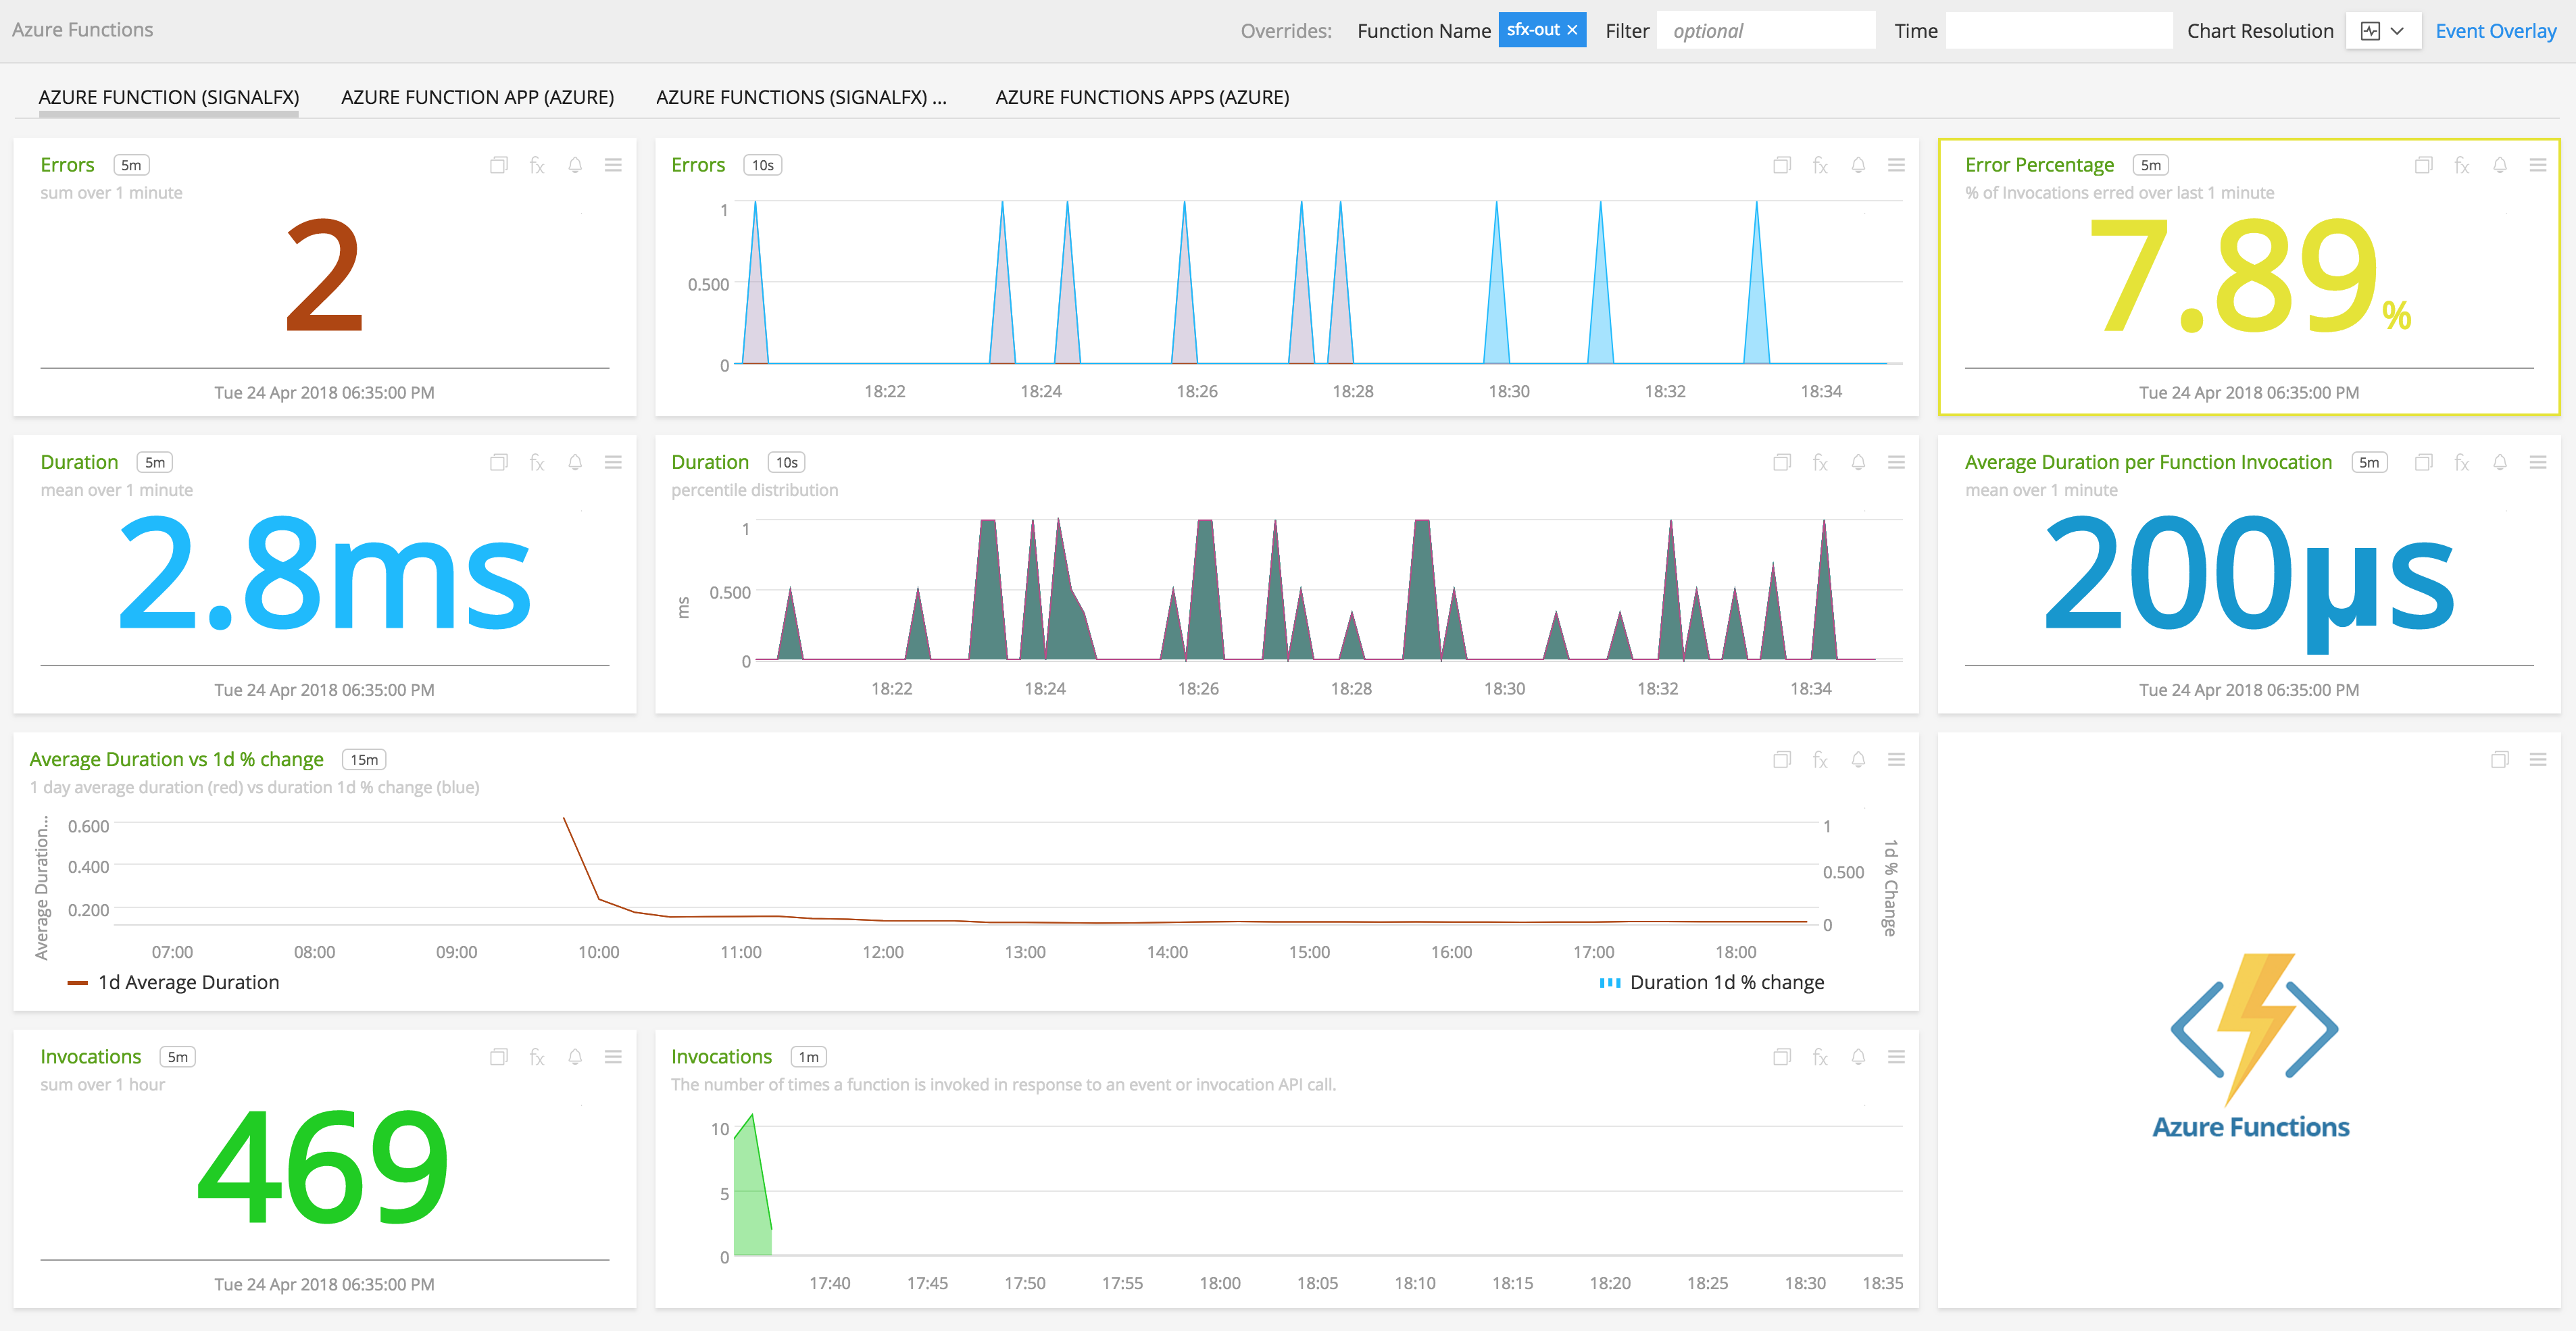 Azure Functions
Overrides: Function Name sfx-out × Filter optional Time Chart Resolution Event Overlay
AZURE FUNCTION (SIGNALFX) AZURE FUNCTION APP (AZURE) AZURE FUNCTIONS (SIGNALFX) ... AZURE FUNCTIONS APPS (AZURE)
Errors 5m fx
sum over 1 minute
2
Tue 24 Apr 2018 06:35:00 PM
Errors 10s fx
1
0.500
0
18:22 18:24 18:26 18:28 18:30 18:32 18:34
Error Percentage 5m fx
% of Invocations erred over last 1 minute
7.89%
Tue 24 Apr 2018 06:35:00 PM
Duration 5m fx
mean over 1 minute
2.8ms
Tue 24 Apr 2018 06:35:00 PM
Duration 10s fx
percentile distribution
ms
1
0.500
0
18:22 18:24 18:26 18:28 18:30 18:32 18:34
Average Duration per Function Invocation 5m fx
mean over 1 minute
200µs
Tue 24 Apr 2018 06:35:00 PM
Average Duration vs 1d % change 15m fx
1 day average duration (red) vs duration 1d % change (blue)
Average Duration...
0.600
0.400
0.200
1
0.500
0
1d % Change
07:00 08:00 09:00 10:00 11:00 12:00 13:00 14:00 15:00 16:00 17:00 18:00
1d Average Duration Duration 1d % change
Invocations 5m fx
sum over 1 hour
469
Tue 24 Apr 2018 06:35:00 PM
Invocations 1m fx
The number of times a function is invoked in response to an event or invocation API call.
10
5
0
17:40 17:45 17:50 17:55 18:00 18:05 18:10 18:15 18:20 18:25 18:30 18:35
Azure Functions